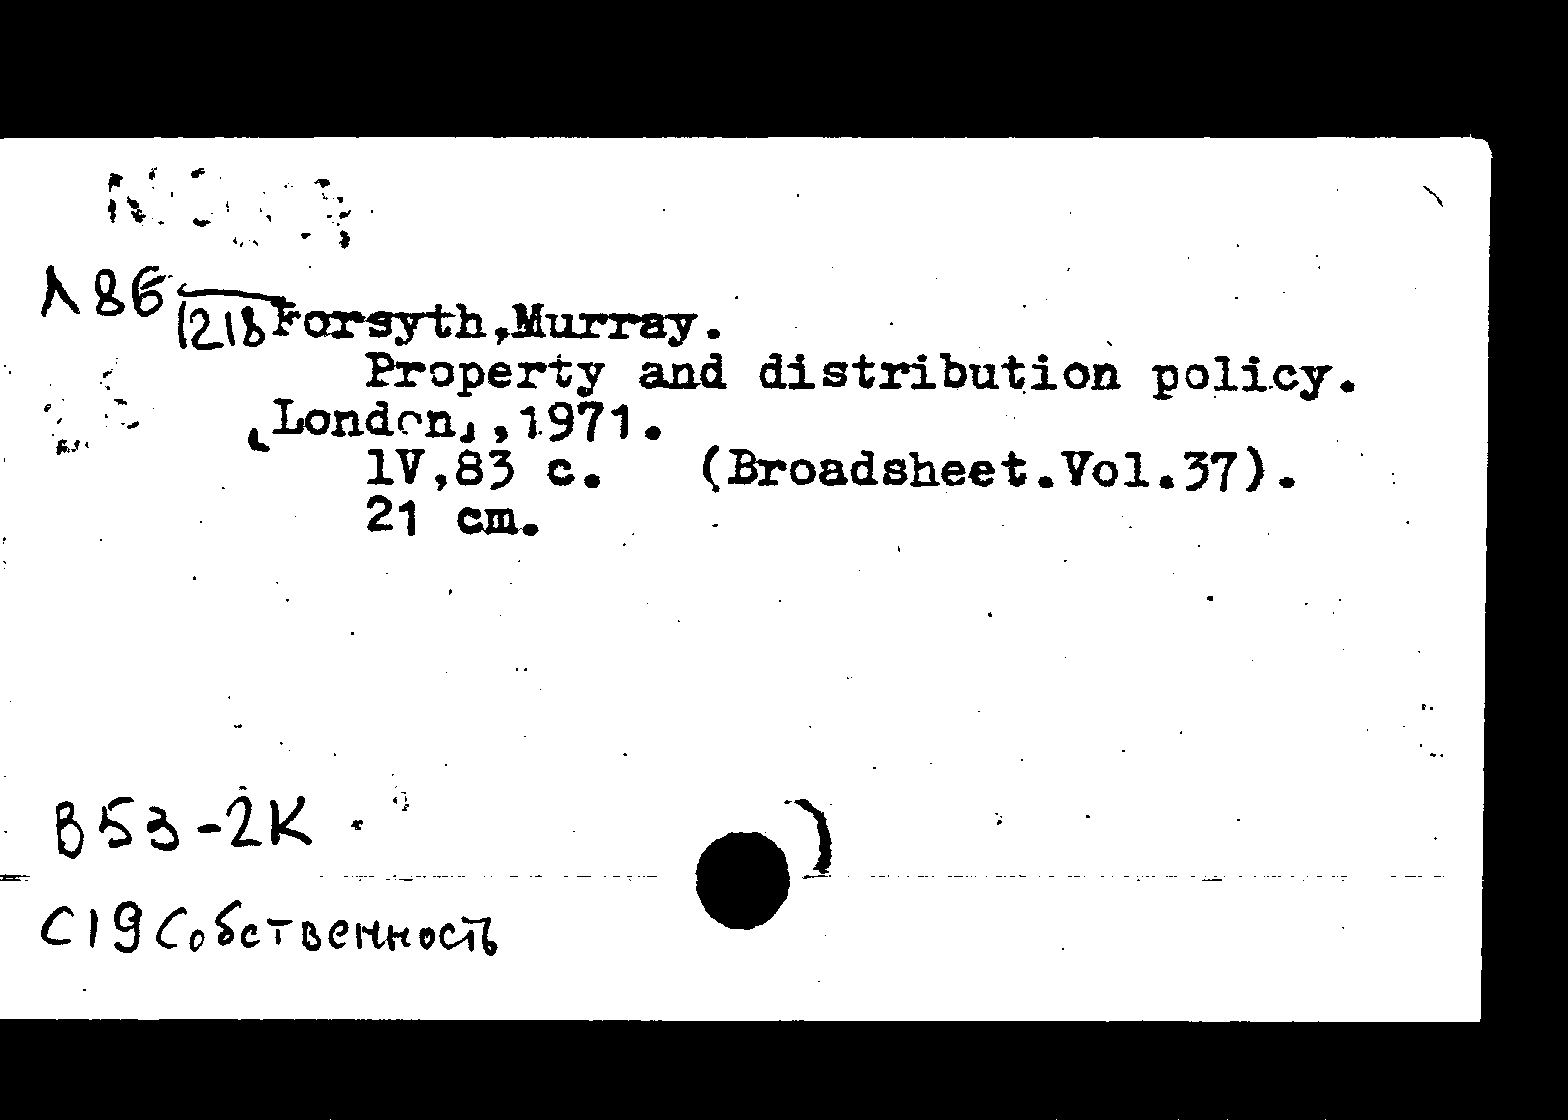 Л86
1218 Forsyth,Murray.
Property and distribution policy.
[London],1971.
1V,83 c. (Broadsheet.Vol.37).
21 cm.
B53-2K
C19 Собственность